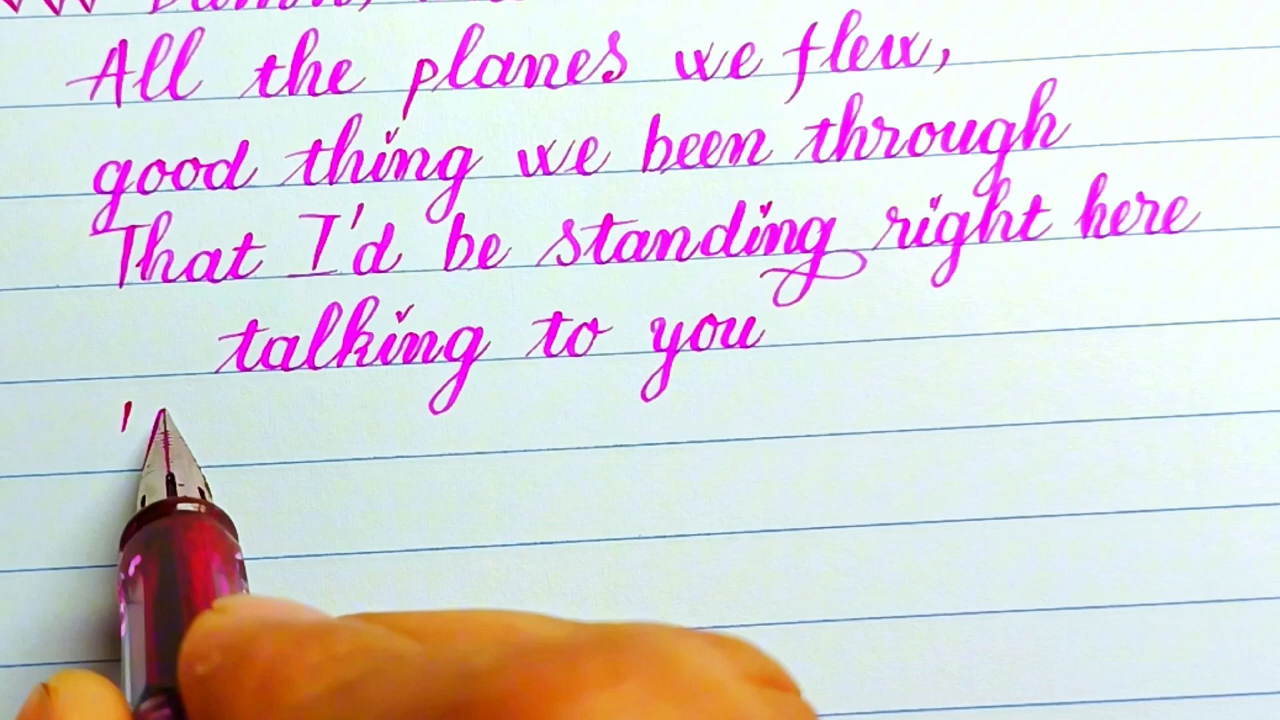 All the planes we flew,
good thing we been through
That I'd be standing right here
talking to you